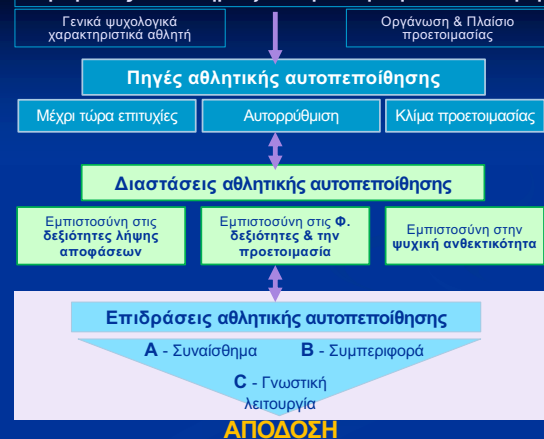 Γενικά ψυχολογικά
χαρακτηριστικά αθλητή
Οργάνωση & Πλαίσιο
προετοιμασίας
Πηγές αθλητικής αυτοπεποίθησης
Μέχρι τώρα επιτυχίες
Αυτορρύθμιση
Κλίμα προετοιμασίας
Διαστάσεις αθλητικής αυτοπεποίθησης
Εμπιστοσύνη στις
δεξιότητες λήψης
αποφάσεων
Εμπιστοσύνη στις Φ.
δεξιότητες & την
προετοιμασία
Εμπιστοσύνη στην
ψυχική ανθεκτικότητα
Επιδράσεις αθλητικής αυτοπεποίθησης
A - Συναίσθημα
B - Συμπεριφορά
C - Γνωστική
λειτουργία
ΑΠΟΔΟΣΗ